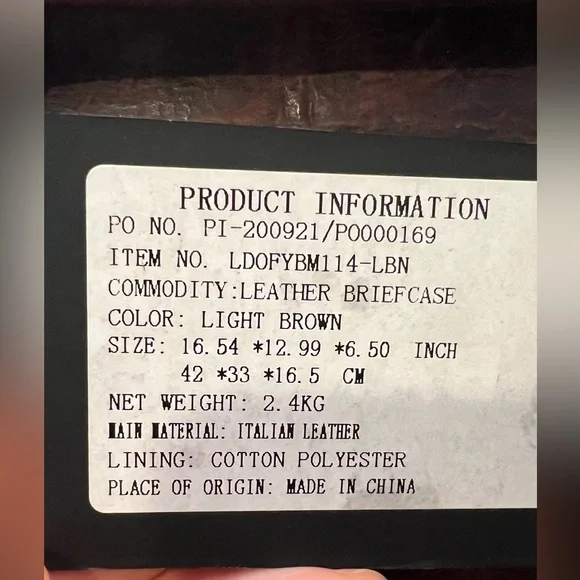 PRODUCT INFORMATION
PO NO. PI-200921/P0000169
ITEM NO. LDOFYBM114-LBN
COMMODITY:LEATHER BRIEFCASE
COLOR: LIGHT BROWN
SIZE: 16.54 *12.99 *6.50 INCH
42 *33 *16.5 CM
NET WEIGHT: 2.4KG
MAIN MATERIAL: ITALIAN LEATHER
LINING: COTTON POLYESTER
PLACE OF ORIGIN: MADE IN CHINA